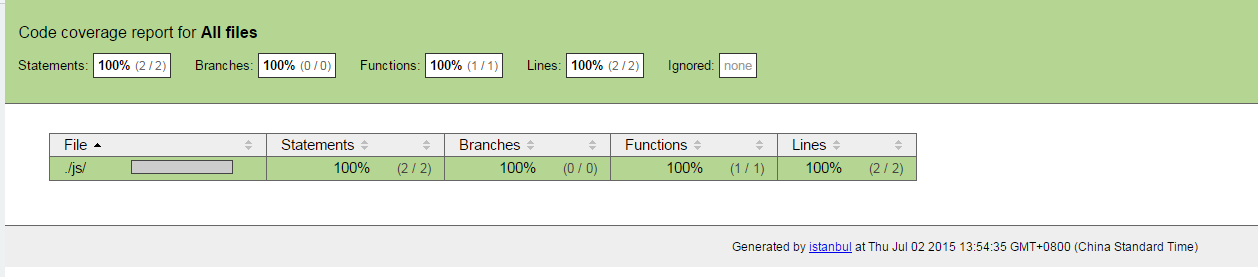 Code coverage report for All files
Statements: 100% (2 / 2) Branches: 100% (0 / 0) Functions: 100% (1 / 1) Lines: 100% (2 / 2) Ignored: none
File Statements Branches Functions Lines
./js/ 100% (2 / 2) 100% (0 / 0) 100% (1 / 1) 100% (2 / 2)
Generated by istanbul at Thu Jul 02 2015 13:54:35 GMT+0800 (China Standard Time)